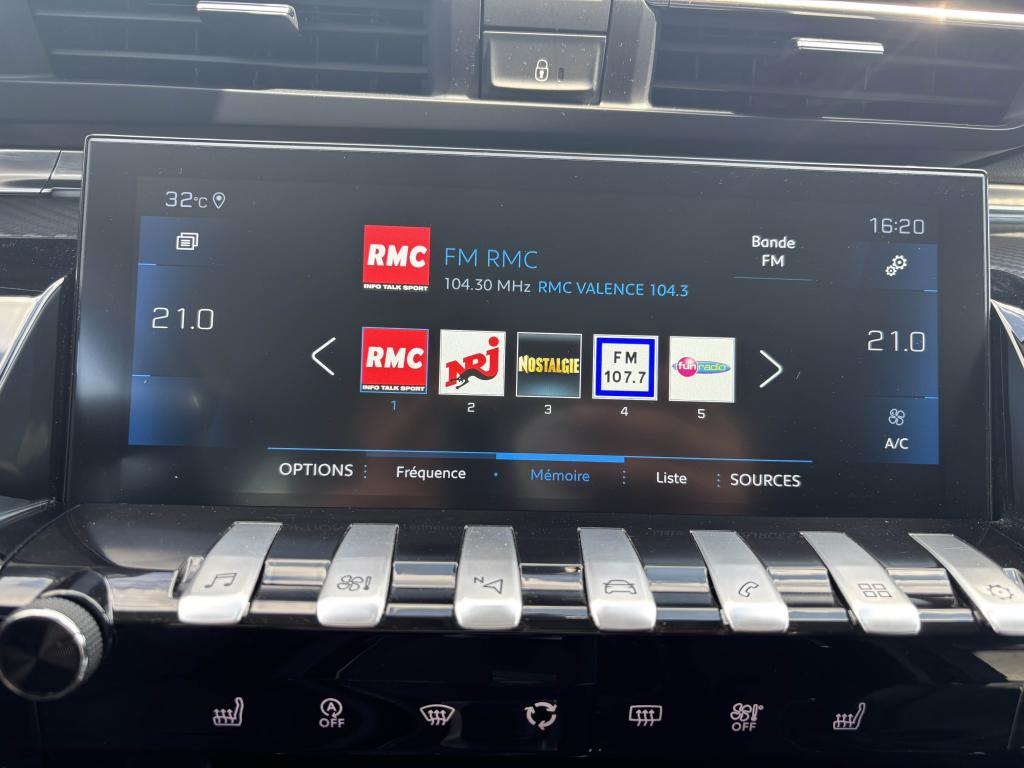 32°C
16:20
RMC
INFO TALK SPORT
FM RMC
104.30 MHz RMC VALENCE 104.3
Bande
FM
21.0
21.0
RMC
INFO TALK SPORT
NRJ
NOSTALGIE
FM
107.7
fun radio
1
2
3
4
5
A/C
OPTIONS
Fréquence
Mémoire
Liste
SOURCES
N
A
OFF
OFF